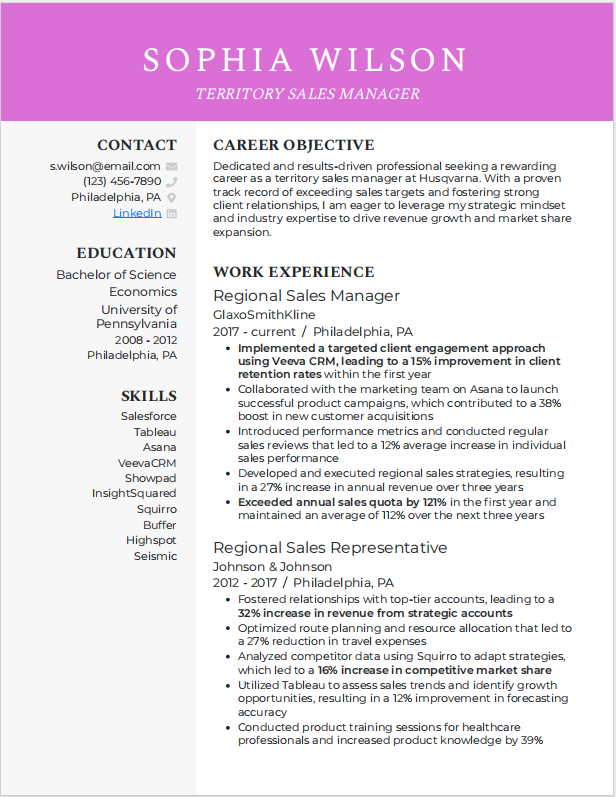 SOPHIA WILSON
TERRITORY SALES MANAGER
CONTACT
s.wilson@email.com
(123) 456-7890
Philadelphia, PA
LinkedIn
EDUCATION
Bachelor of Science
Economics
University of
Pennsylvania
2008 - 2012
Philadelphia, PA
SKILLS
Salesforce
Tableau
Asana
VeevaCRM
Showpad
InsightSquared
Squirro
Buffer
Highspot
Seismic
CAREER OBJECTIVE
Dedicated and results-driven professional seeking a rewarding
career as a territory sales manager at Husqvarna. With a proven
track record of exceeding sales targets and fostering strong
client relationships, I am eager to leverage my strategic mindset
and industry expertise to drive revenue growth and market share
expansion.
WORK EXPERIENCE
Regional Sales Manager
GlaxoSmithKline
2017 - current / Philadelphia, PA
• Implemented a targeted client engagement approach
using Veeva CRM, leading to a 15% improvement in client
retention rates within the first year
• Collaborated with the marketing team on Asana to launch
successful product campaigns, which contributed to a 38%
boost in new customer acquisitions
• Introduced performance metrics and conducted regular
sales reviews that led to a 12% average increase in individual
sales performance
• Developed and executed regional sales strategies, resulting
in a 27% increase in annual revenue over three years
• Exceeded annual sales quota by 121% in the first year and
maintained an average of 112% over the next three years
Regional Sales Representative
Johnson & Johnson
2012 - 2017 / Philadelphia, PA
• Fostered relationships with top-tier accounts, leading to a
32% increase in revenue from strategic accounts
• Optimized route planning and resource allocation that led to
a 27% reduction in travel expenses
• Analyzed competitor data using Squirro to adapt strategies,
which led to a 16% increase in competitive market share
• Utilized Tableau to assess sales trends and identify growth
opportunities, resulting in a 12% improvement in forecasting
accuracy
• Conducted product training sessions for healthcare
professionals and increased product knowledge by 39%